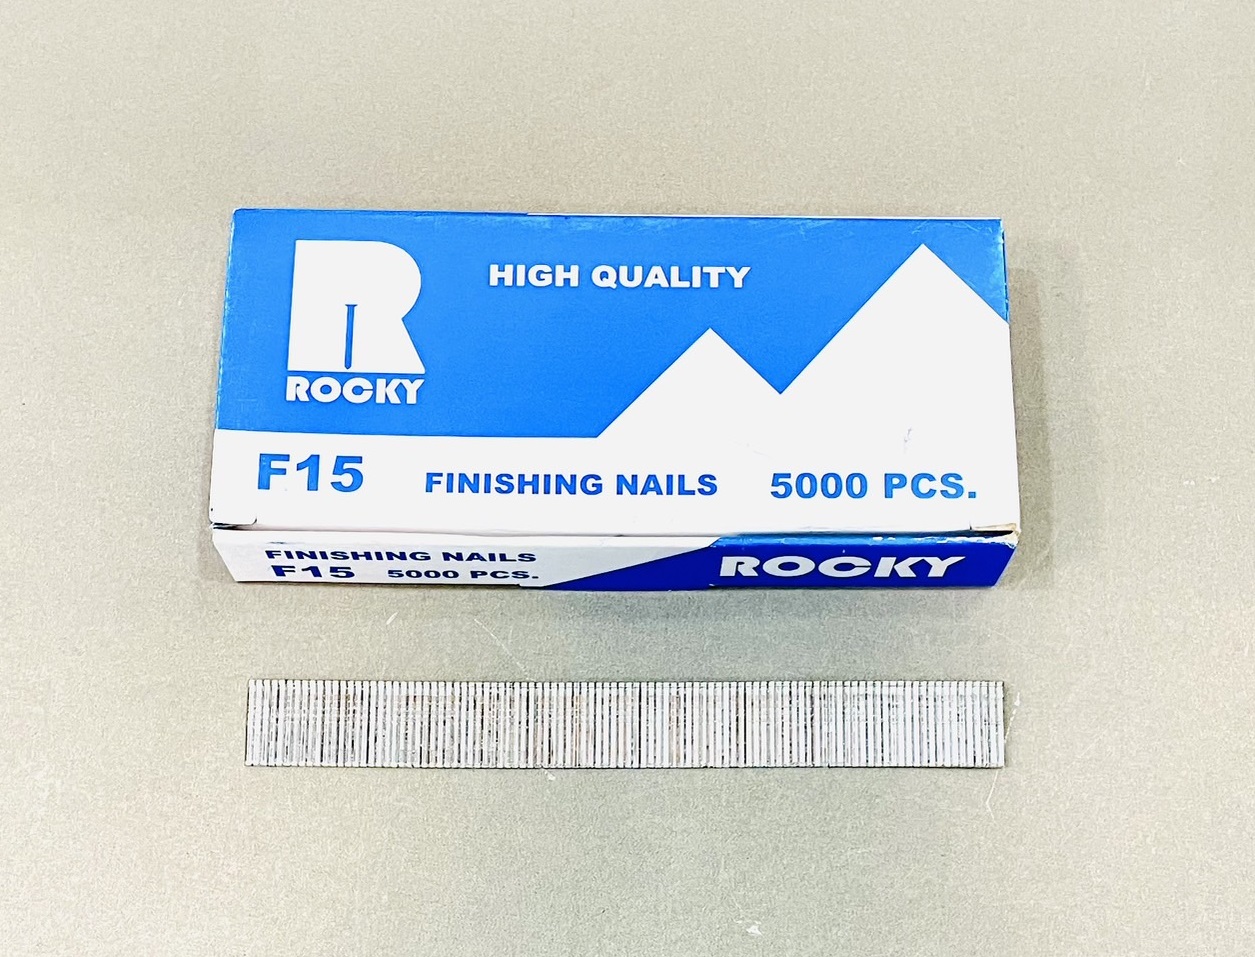 HIGH QUALITY
ROCKY
F15 FINISHING NAILS 5000 PCS.
FINISHING NAILS
F15 5000 PCS.
ROCKY